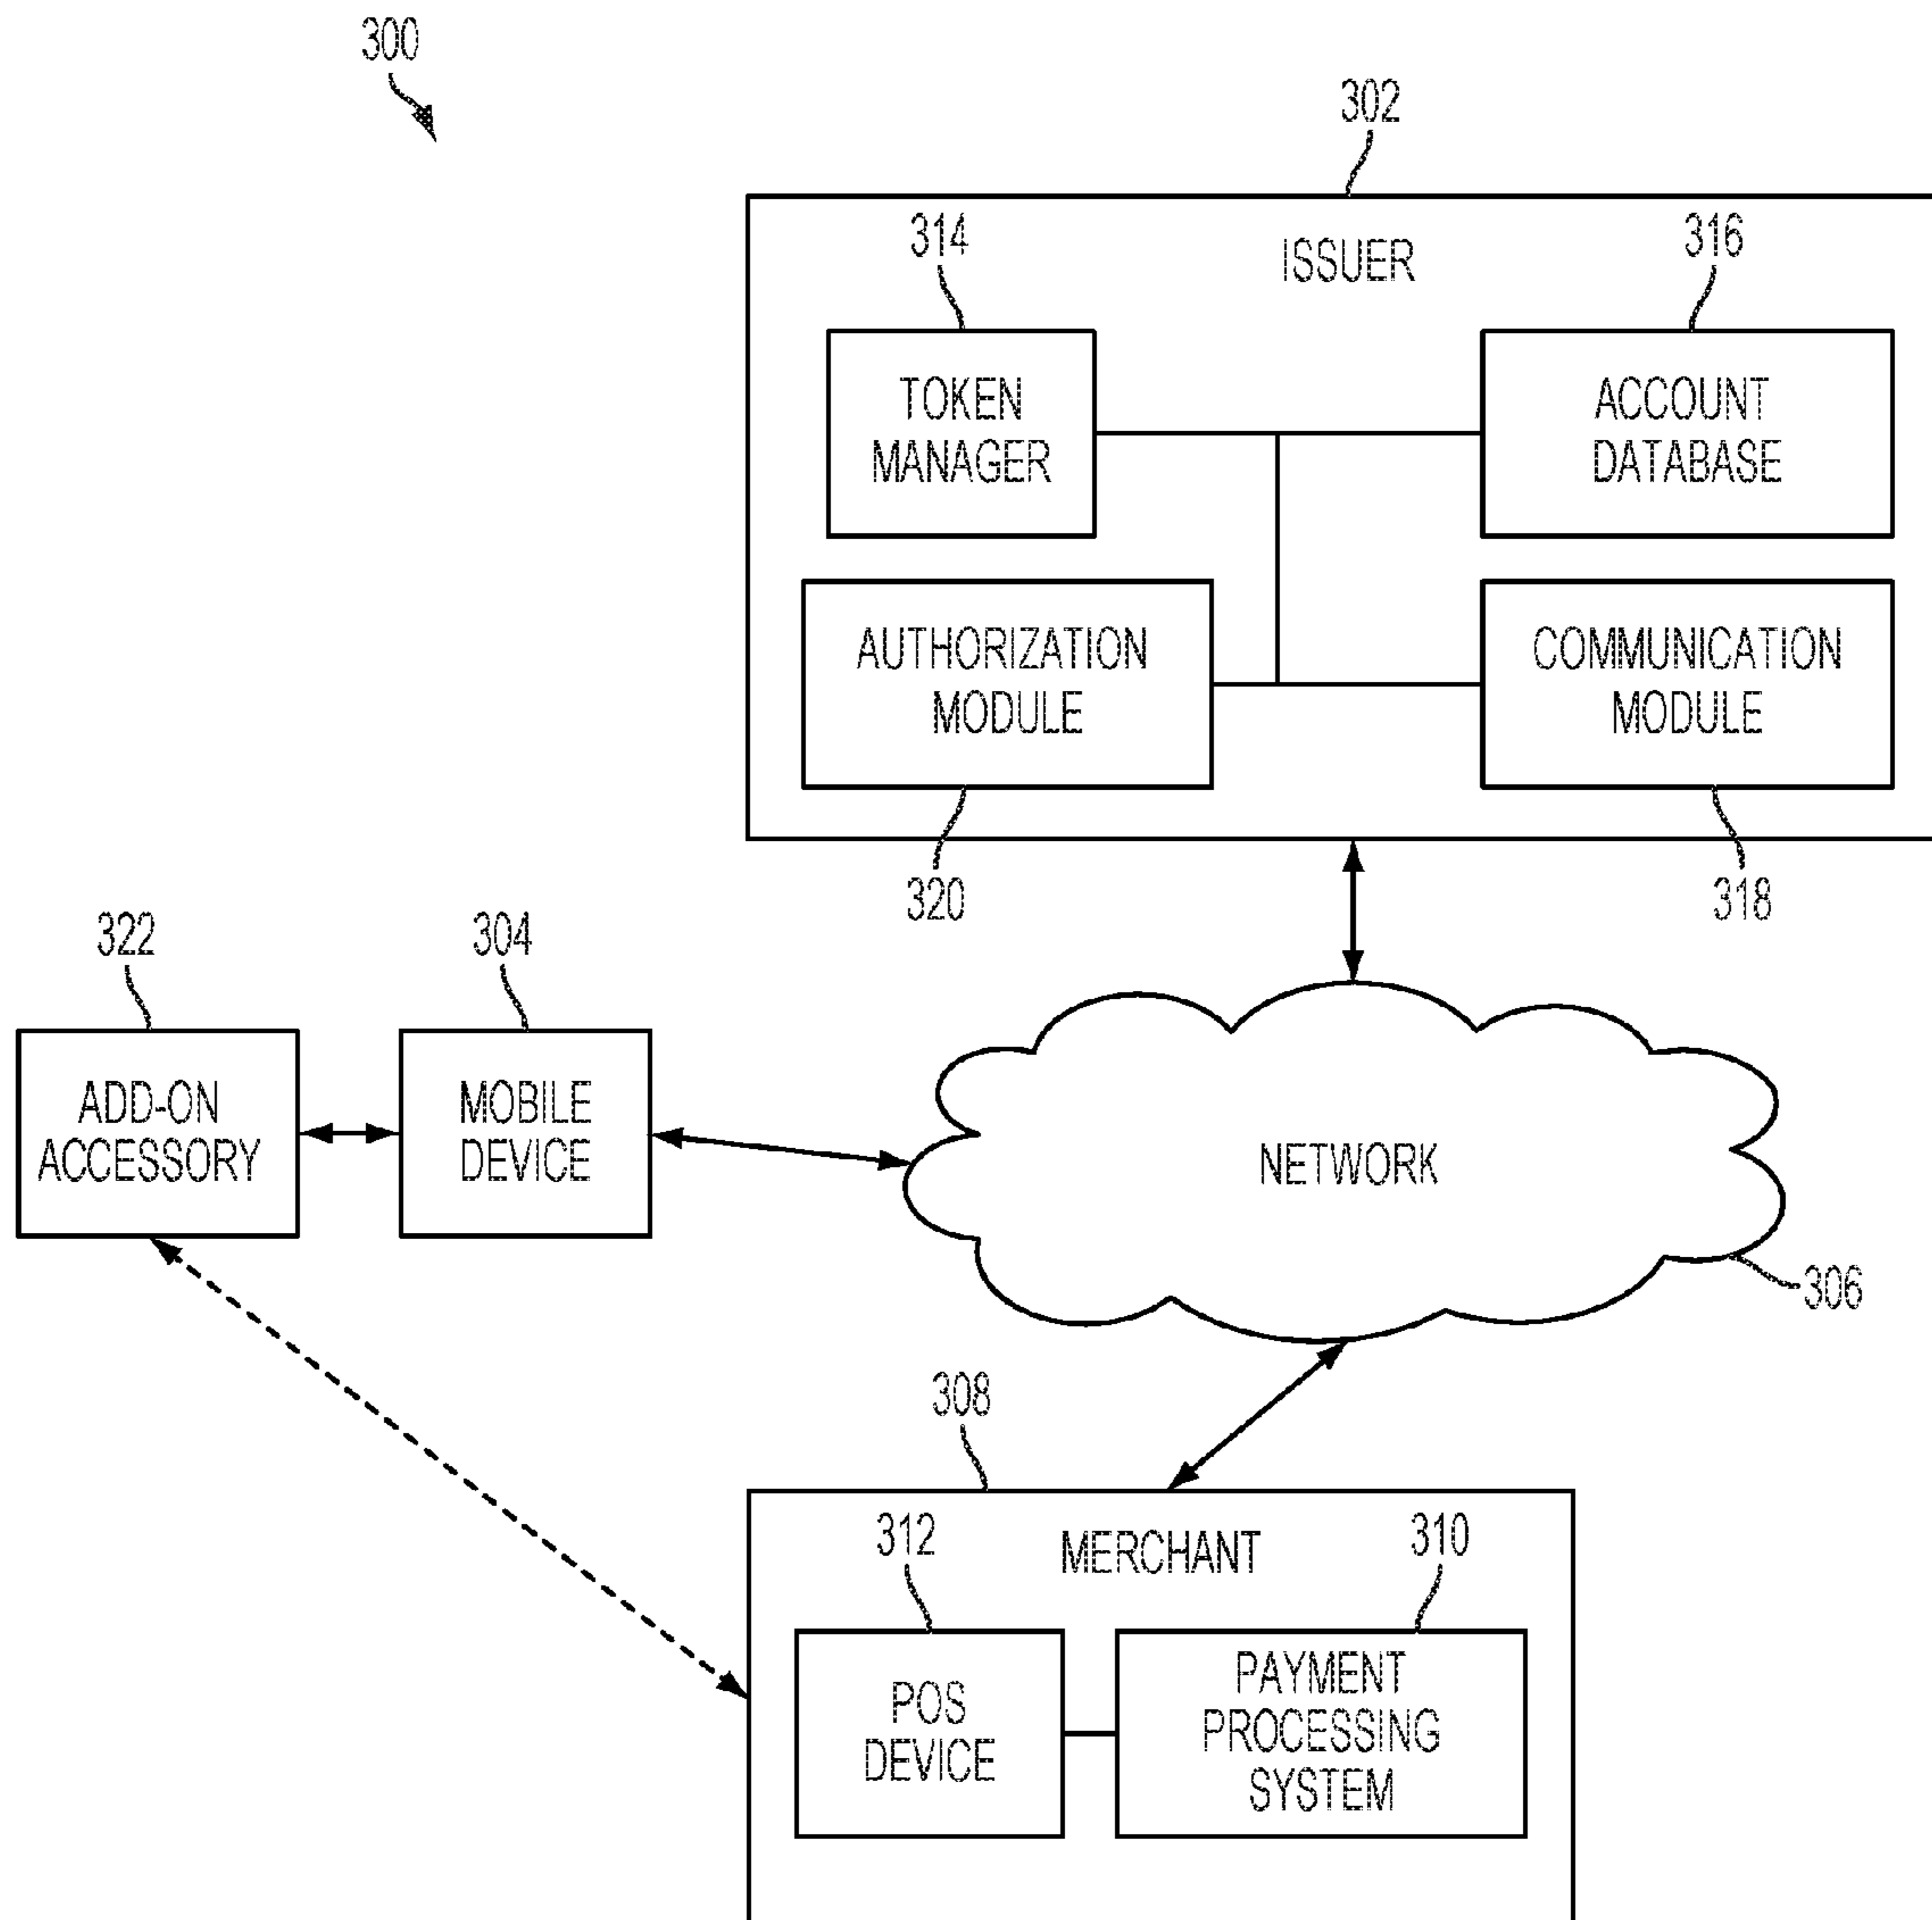 300
302
314
ISSUER
316
TOKEN
MANAGER
ACCOUNT
DATABASE
AUTHORIZATION
MODULE
COMMUNICATION
MODULE
320
318
322
304
ADD-ON
ACCESSORY
MOBILE
DEVICE
NETWORK
306
308
312
MERCHANT
310
POS
DEVICE
PAYMENT
PROCESSING
SYSTEM